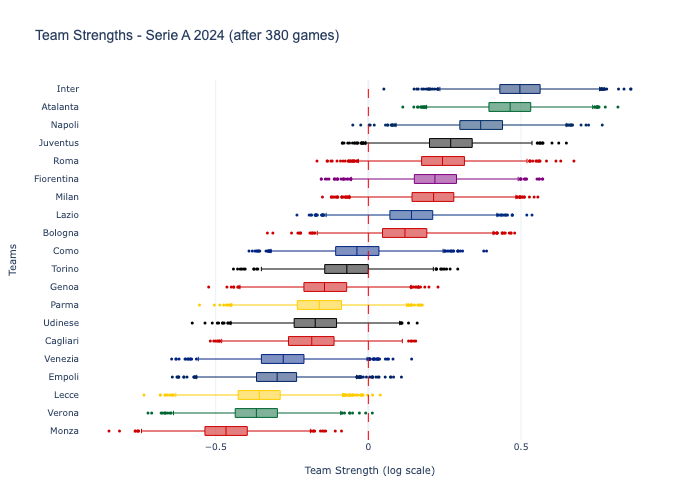 Team Strengths - Serie A 2024 (after 380 games)
Inter
Atalanta
Napoli
Juventus
Roma
Fiorentina
Milan
Lazio
Bologna
Como
Torino
Genoa
Parma
Udinese
Cagliari
Venezia
Empoli
Lecce
Verona
Monza
Teams
−0.5 0 0.5
Team Strength (log scale)